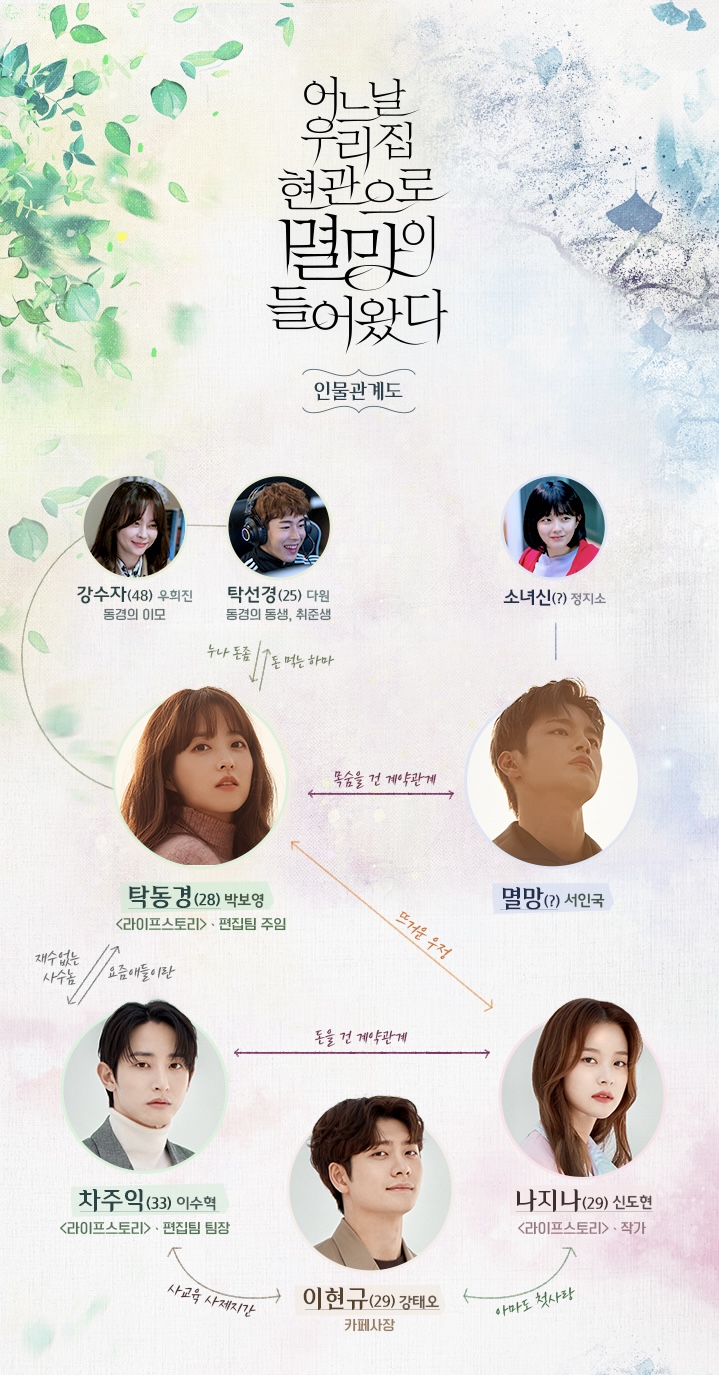 어느날
우리집
현관으로
멸망이
들어왔다
인물관계도
강수자(48) 우희진
동경의 이모
탁선경(25) 다원
동경의 동생, 취준생
소녀신(?) 정지소
누나 돈좀
돈 먹는 하마
목숨을 건 계약관계
탁동경(28) 박보영
<라이프스토리>·편집팀 주임
멸망(?) 서인국
뜨거운 우정
재수없는
사수놈
요즘애들이란
돈을 건 계약관계
차주익(33) 이수혁
<라이프스토리>·편집팀 팀장
나지나(29) 신도현
<라이프스토리>·작가
사교육 사제지간
이현규(29) 강태오
카페사장
아마도 첫사랑